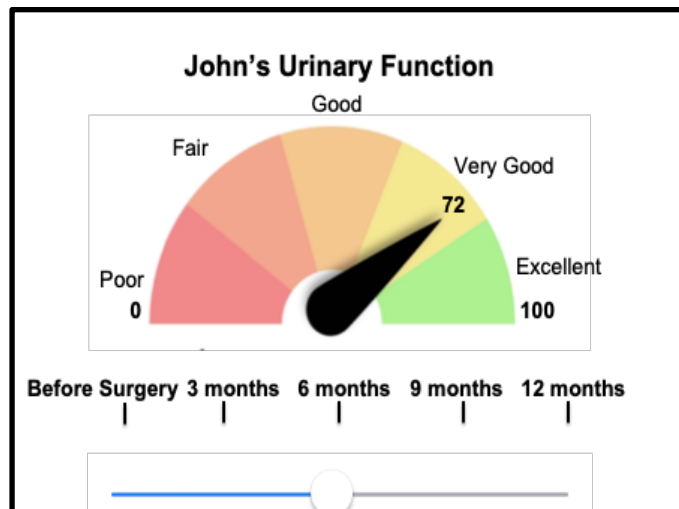 John's Urinary Function
Good
Fair
Very Good
72
Poor
Excellent
0
100
Before Surgery 3 months 6 months 9 months 12 months